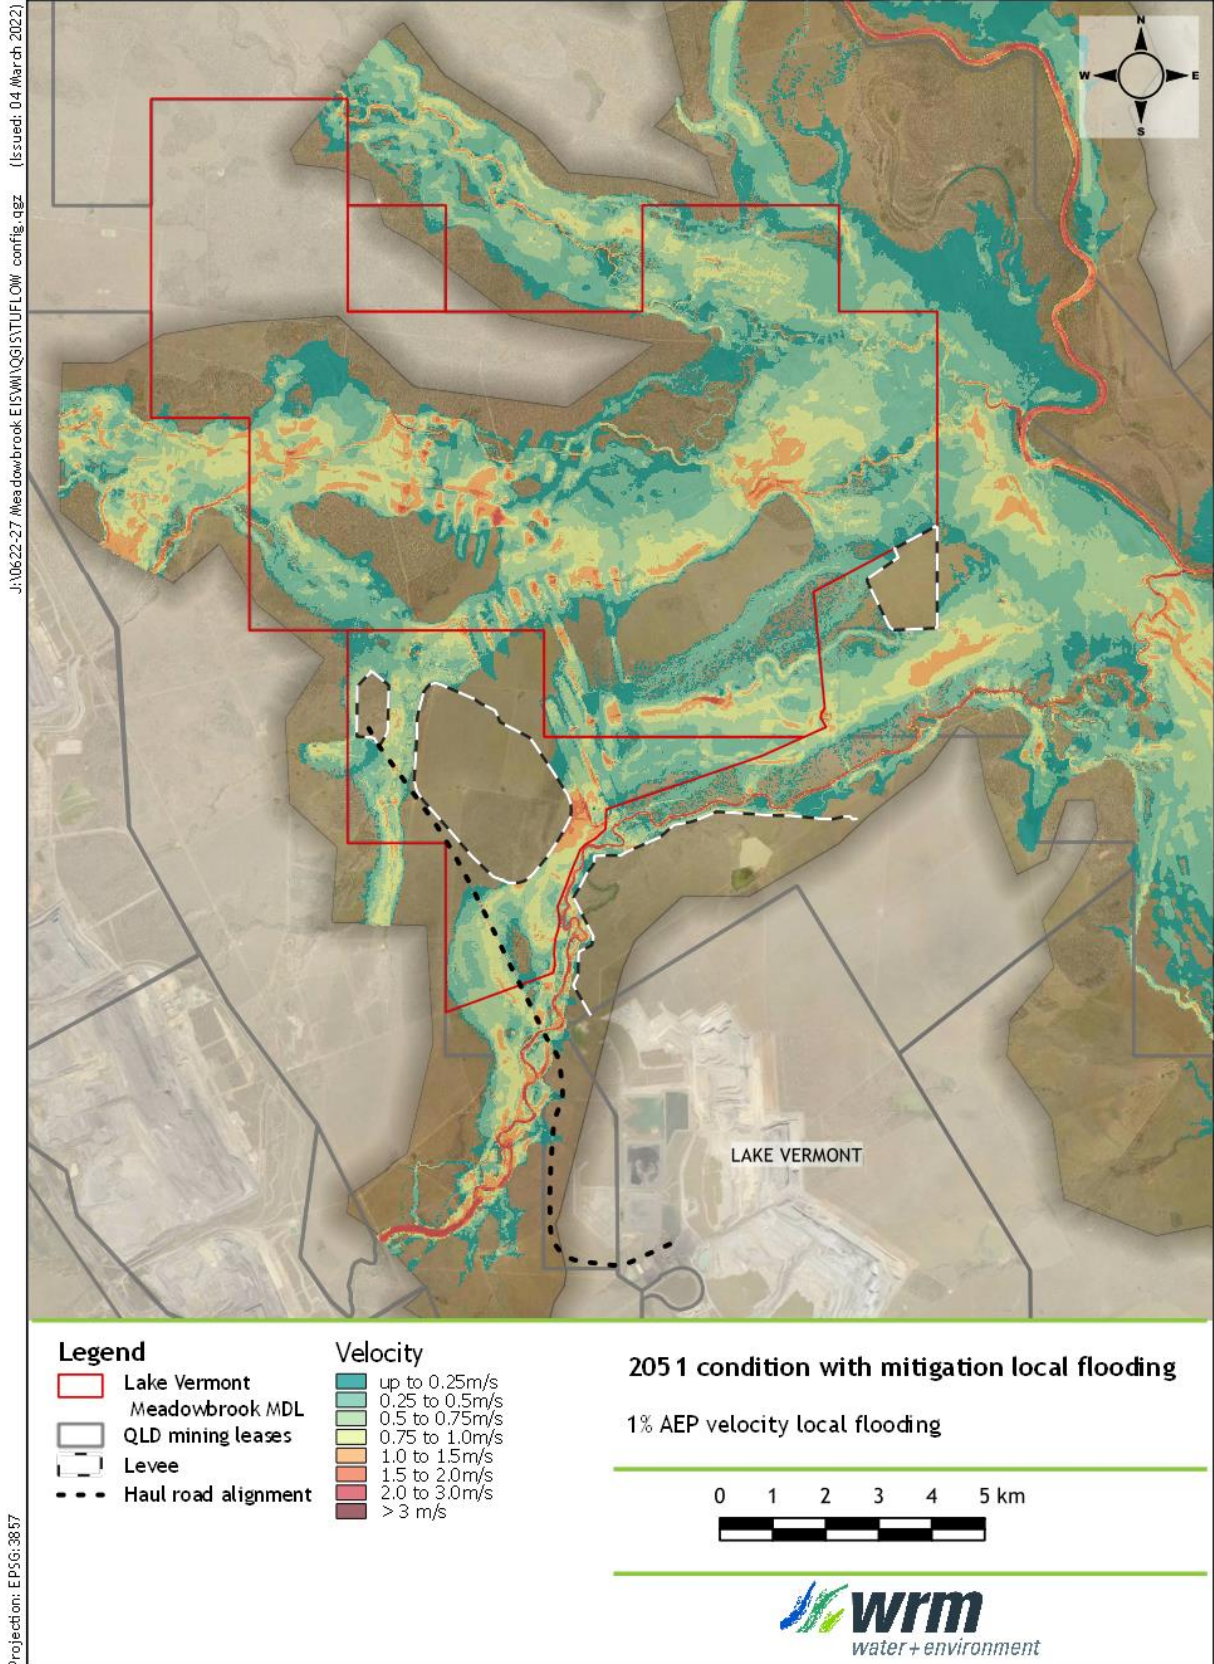 J:\0622-27 Meadowbrook EIS\WMI\QGIS\TUFLOW config.qgz (Issued: 04 March 2022)
Projection: EPSG:3857
N
W
E
S
LAKE VERMONT
Legend
Lake Vermont
Meadowbrook MDL
QLD mining leases
Levee
Haul road alignment
Velocity
up to 0.25m/s
0.25 to 0.5m/s
0.5 to 0.75m/s
0.75 to 1.0m/s
1.0 to 1.5m/s
1.5 to 2.0m/s
2.0 to 3.0m/s
> 3 m/s
2051 condition with mitigation local flooding
1% AEP velocity local flooding
0 1 2 3 4 5 km
wrm
water + environment